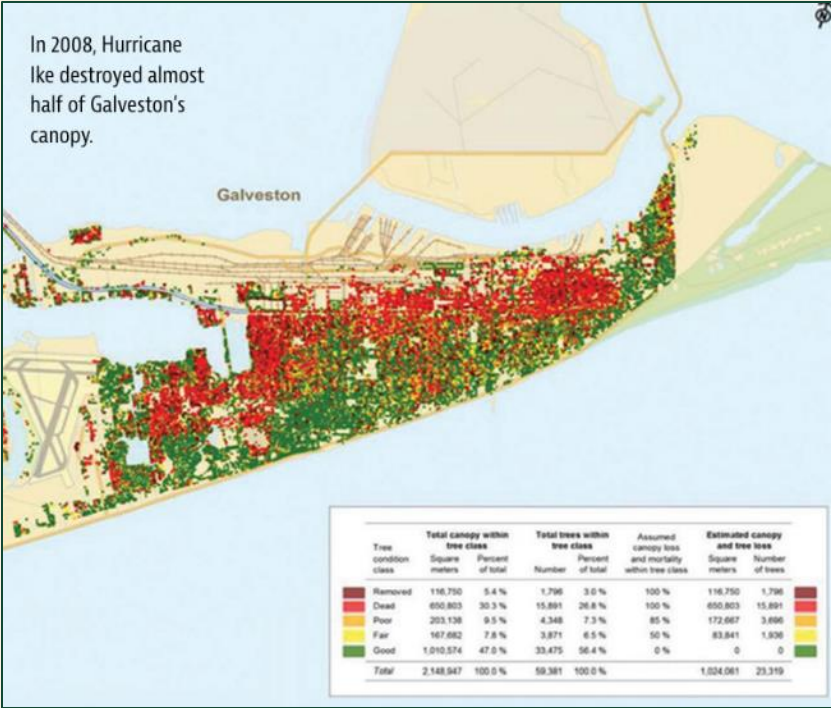 In 2008, Hurricane
Ike destroyed almost
half of Galveston's
canopy.
Galveston
Tree condition class Total canopy within tree class Total trees within tree class Assumed canopy loss and mortality within tree class Estimated canopy and tree loss
Square meters Percent of total Number Percent of total Square meters Number of trees
Removed 116,750 5.4 % 1,796 3.0 % 100 % 116,750 1,796
Dead 650,803 30.3 % 15,891 26.8 % 100 % 650,803 15,891
Poor 203,138 9.5 % 4,348 7.3 % 85 % 172,667 3,696
Fair 167,682 7.8 % 3,871 6.5 % 50 % 83,841 1,936
Good 1,010,574 47.0 % 33,475 56.4 % 0 % 0 0
Total 2,148,947 100.0 % 59,381 100.0 % 1,024,061 23,319